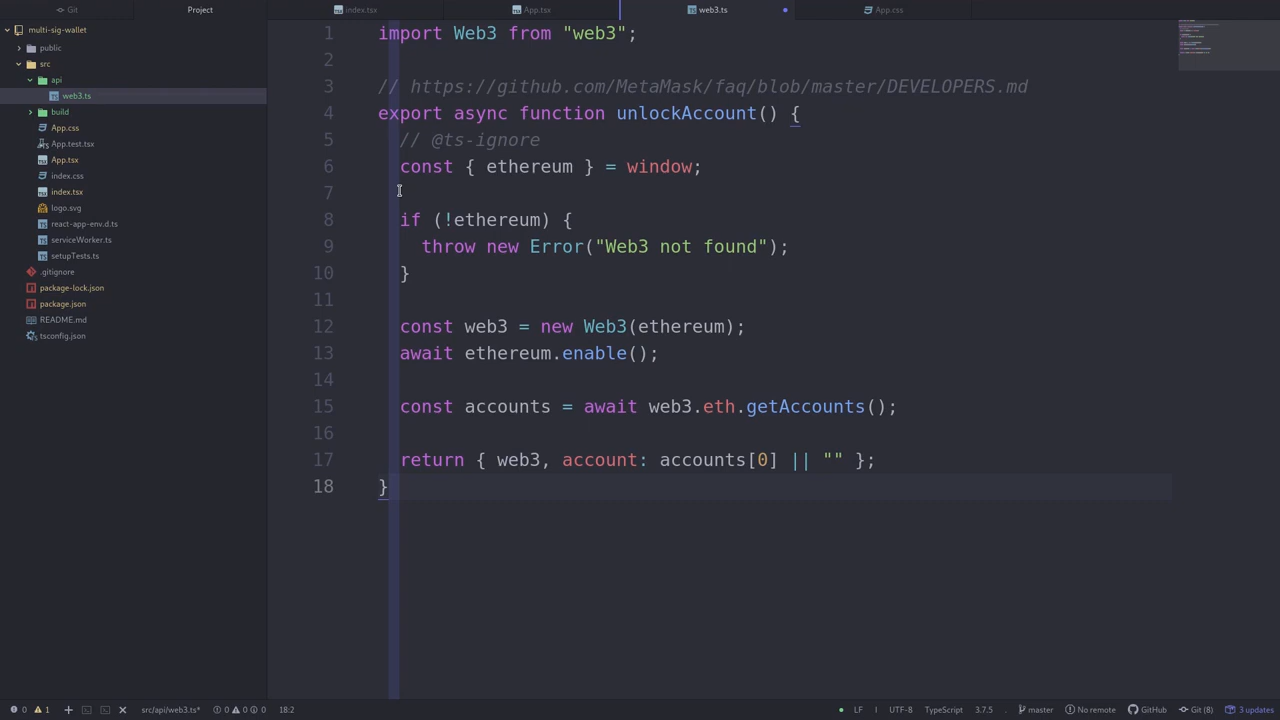 Git
Project
index.tsx
App.tsx
web3.ts
App.css
multi-sig-wallet
public
src
api
web3.ts
build
App.css
App.test.tsx
App.tsx
index.css
index.tsx
logo.svg
react-app-env.d.ts
serviceWorker.ts
setupTests.ts
.gitignore
package-lock.json
package.json
README.md
tsconfig.json
1 import Web3 from "web3";
2
3 // https://github.com/MetaMask/faq/blob/master/DEVELOPERS.md
4 export async function unlockAccount() {
5 // @ts-ignore
6 const { ethereum } = window;
7
8 if (!ethereum) {
9 throw new Error("Web3 not found");
10 }
11
12 const web3 = new Web3(ethereum);
13 await ethereum.enable();
14
15 const accounts = await web3.eth.getAccounts();
16
17 return { web3, account: accounts[0] || "" };
18 }
0 1 src/api/web3.ts* 0 0 0 18:2 LF UTF-8 TypeScript 3.7.5 master No remote GitHub Git (8) 3 updates